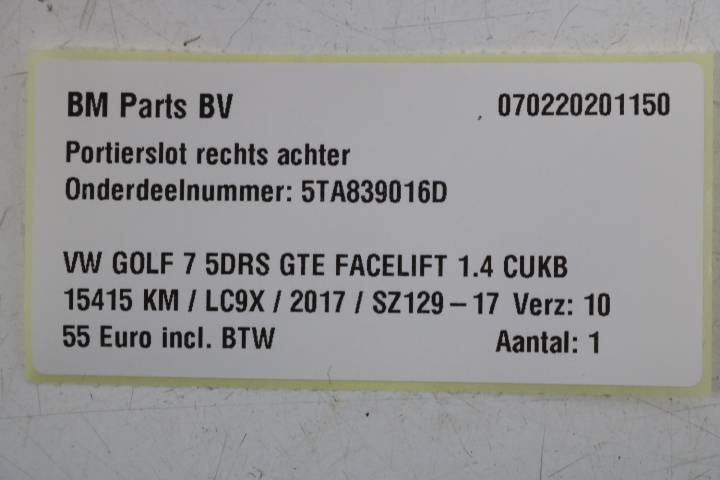 BM Parts BV 070220201150
Portierslot rechts achter
Onderdeelnummer: 5TA839016D
VW GOLF 7 5DRS GTE FACELIFT 1.4 CUKB
15415 KM / LC9X / 2017 / SZ129-17 Verz: 10
55 Euro incl. BTW Aantal: 1